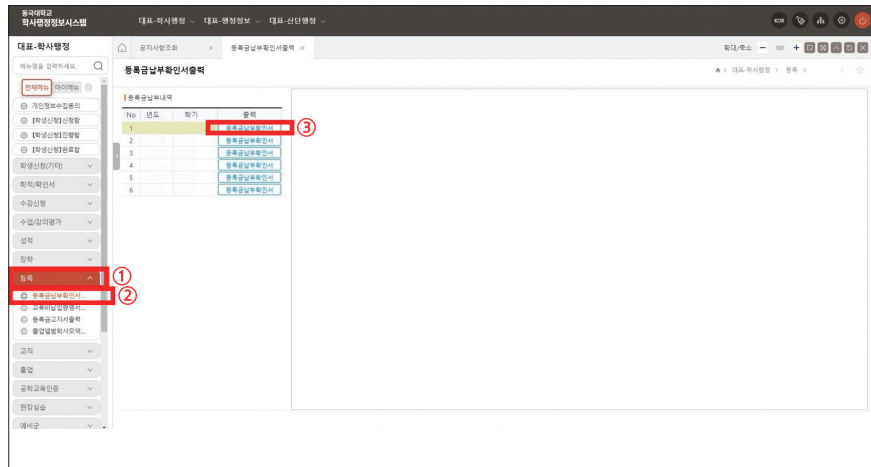 동국대학교
학사행정정보시스템
대표-학사행정
대표-행정정보
대표-산단행정
KOR
대표-학사행정
공지사항조회 ×
등록금납부확인서출력 ×
확대/축소 − 100 +
메뉴명을 입력하세요.
등록금납부확인서출력
대표-학사행정 > 등록 >
전체메뉴 마이메뉴
개인정보수집동의
[학생신청]신청함
[학생신청]진행함
[학생신청]완료함
학생신청(기타)
학적/확인서
수강신청
수업/강의평가
성적
장학
등록 ①
등록금납부확인서... ②
교육비납입증명서...
등록금고지서출력
졸업앨범학사모액...
교직
졸업
공학교육인증
현장실습
예비군
등록금납부내역
No 년도 학기 출력
1 등록금납부확인서 ③
2 등록금납부확인서
3 등록금납부확인서
4 등록금납부확인서
5 등록금납부확인서
6 등록금납부확인서